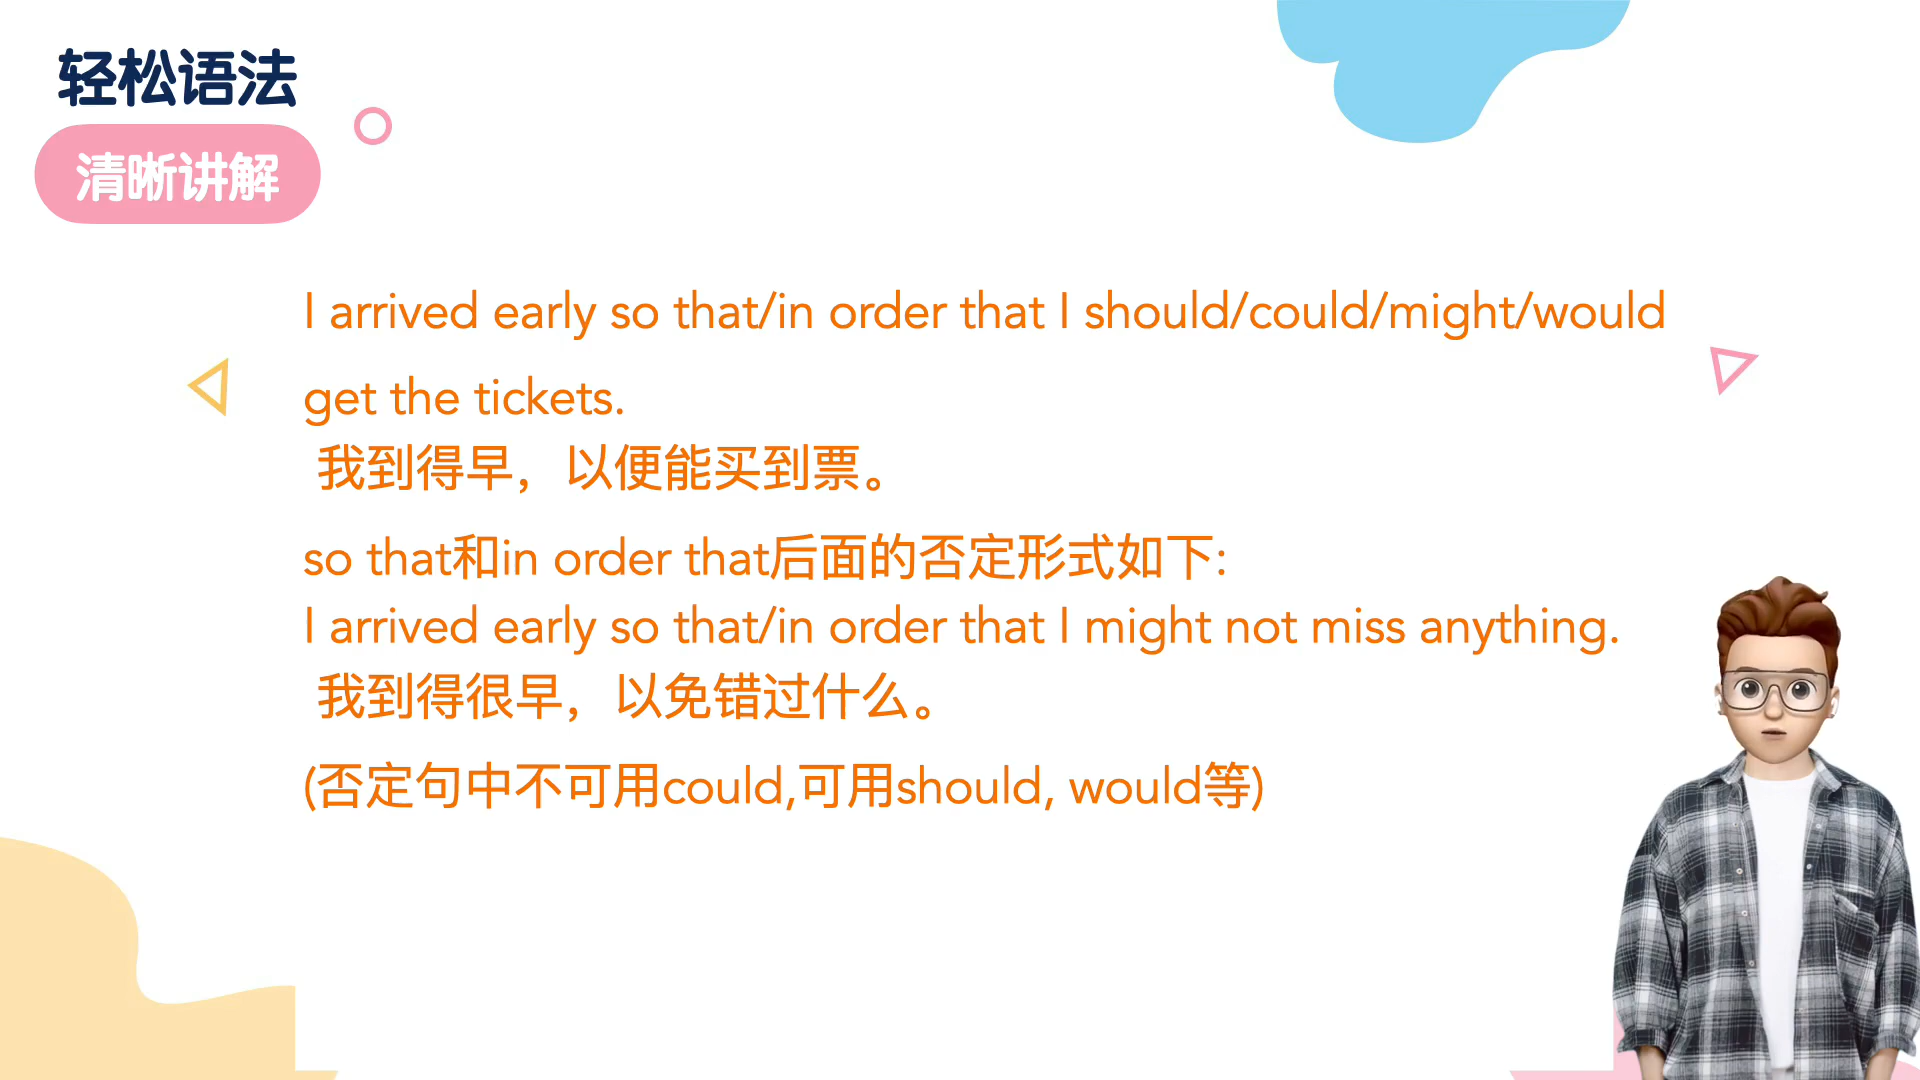 轻松语法
清晰讲解
I arrived early so that/in order that I should/could/might/would
get the tickets.
我到得早，以便能买到票。
so that和in order that后面的否定形式如下:
I arrived early so that/in order that I might not miss anything.
我到得很早，以免错过什么。
(否定句中不可用could,可用should, would等)